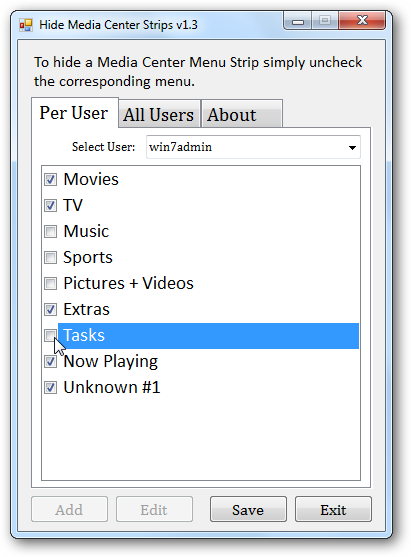 Hide Media Center Strips v1.3
To hide a Media Center Menu Strip simply uncheck
the corresponding menu.
Per User All Users About
Select User: win7admin
Movies
TV
Music
Sports
Pictures + Videos
Extras
Tasks
Now Playing
Unknown #1
Add Edit Save Exit